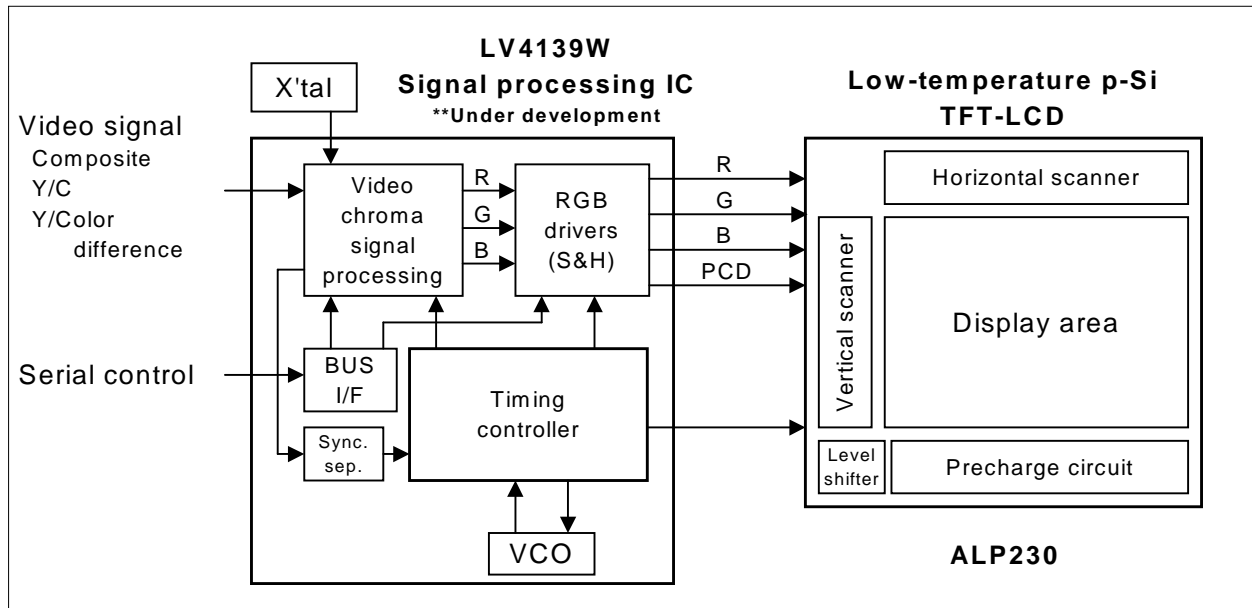 LV4139W
Signal processing IC
**Under development
X'tal
Low-temperature p-Si
TFT-LCD
Video signal
Composite
Y/C
Y/Color
difference
Video
chroma
signal
processing
R
G
B
RGB
drivers
(S&H)
R
G
B
PCD
Horizontal scanner
Vertical scanner
Display area
Serial control
BUS
I/F
Timing
controller
Sync.
sep.
Level
shifter
Precharge circuit
VCO
ALP230